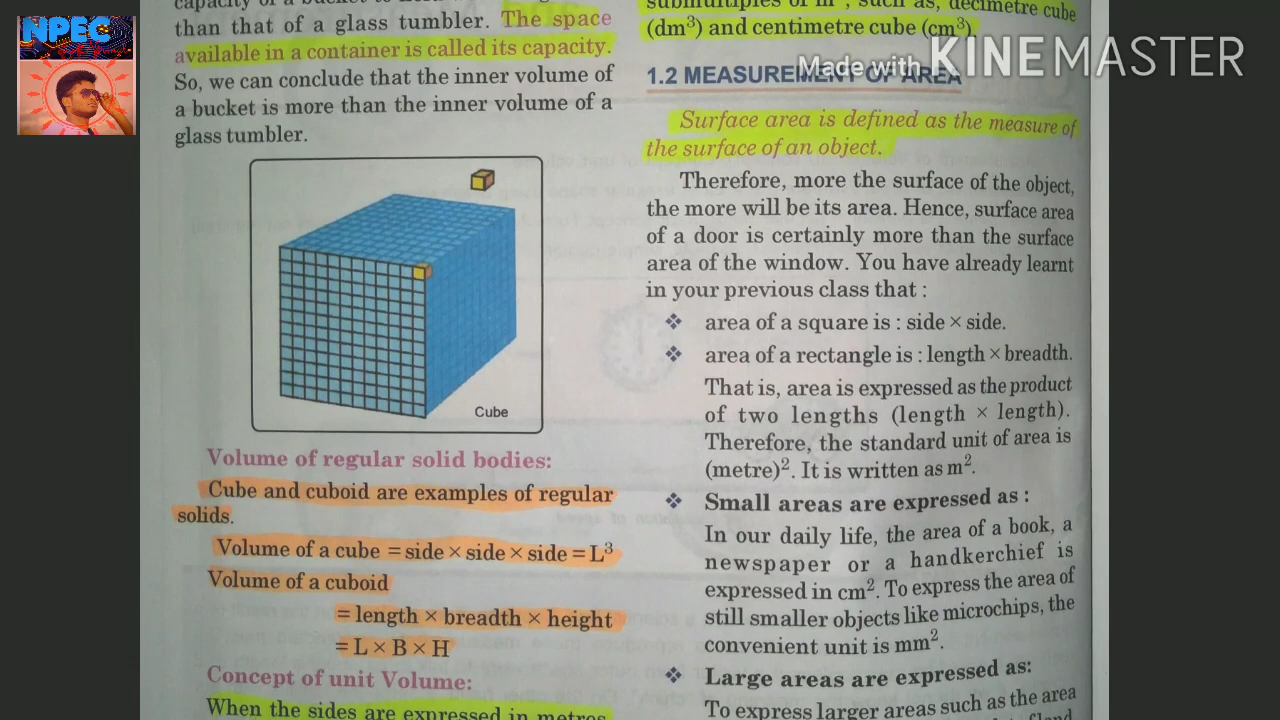 NPEC
Made with KINEMASTER
than that of a glass tumbler. The space
available in a container is called its capacity.
So, we can conclude that the inner volume of
a bucket is more than the inner volume of a
glass tumbler.
Cube
Volume of regular solid bodies:
Cube and cuboid are examples of regular
solids.
Volume of a cube = side × side × side = L³
Volume of a cuboid
= length × breadth × height
= L × B × H
Concept of unit Volume:
When the sides are expressed in metres
(dm³) and centimetre cube (cm³).
1.2 MEASUREMENT OF AREA
Surface area is defined as the measure of
the surface of an object.
Therefore, more the surface of the object,
the more will be its area. Hence, surface area
of a door is certainly more than the surface
area of the window. You have already learnt
in your previous class that :
❖ area of a square is : side × side.
❖ area of a rectangle is : length × breadth.
That is, area is expressed as the product
of two lengths (length × length).
Therefore, the standard unit of area is
(metre)². It is written as m².
❖ Small areas are expressed as :
In our daily life, the area of a book, a
newspaper or a handkerchief is
expressed in cm². To express the area of
still smaller objects like microchips, the
convenient unit is mm².
❖ Large areas are expressed as:
To express larger areas such as the area